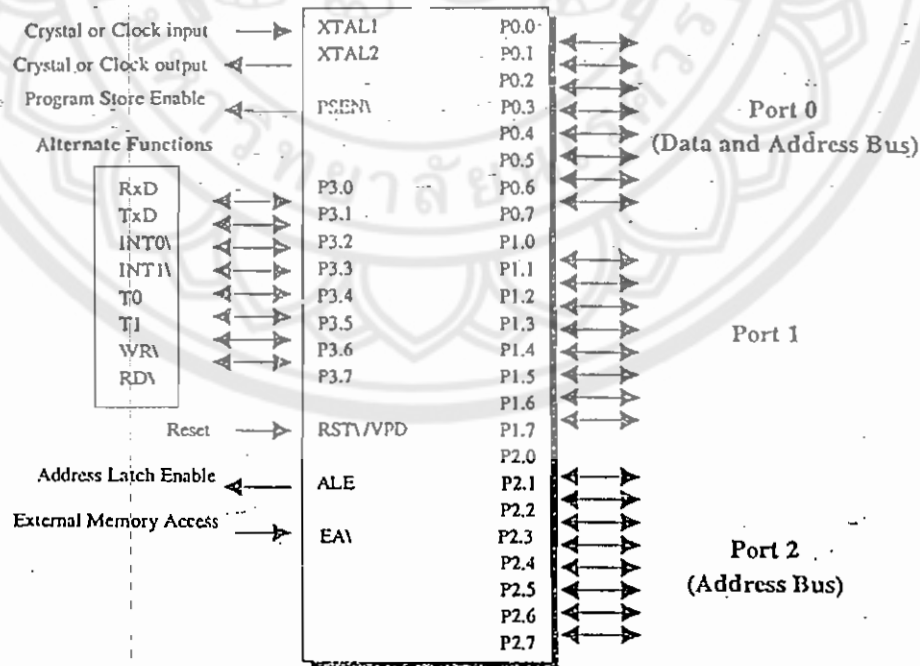 Crystal or Clock input
Crystal or Clock output
Program Store Enable
Alternate Functions
RxD
TxD
INT0\
INT1\
T0
T1
WR\
RD\
Reset
Address Latch Enable
External Memory Access
XTAL1
XTAL2
PSEN\
P3.0
P3.1
P3.2
P3.3
P3.4
P3.5
P3.6
P3.7
RST\/VPD
ALE
EA\
P0.0
P0.1
P0.2
P0.3
P0.4
P0.5
P0.6
P0.7
P1.0
P1.1
P1.2
P1.3
P1.4
P1.5
P1.6
P1.7
P2.0
P2.1
P2.2
P2.3
P2.4
P2.5
P2.6
P2.7
Port 0
(Data and Address Bus)
Port 1
Port 2
(Address Bus)